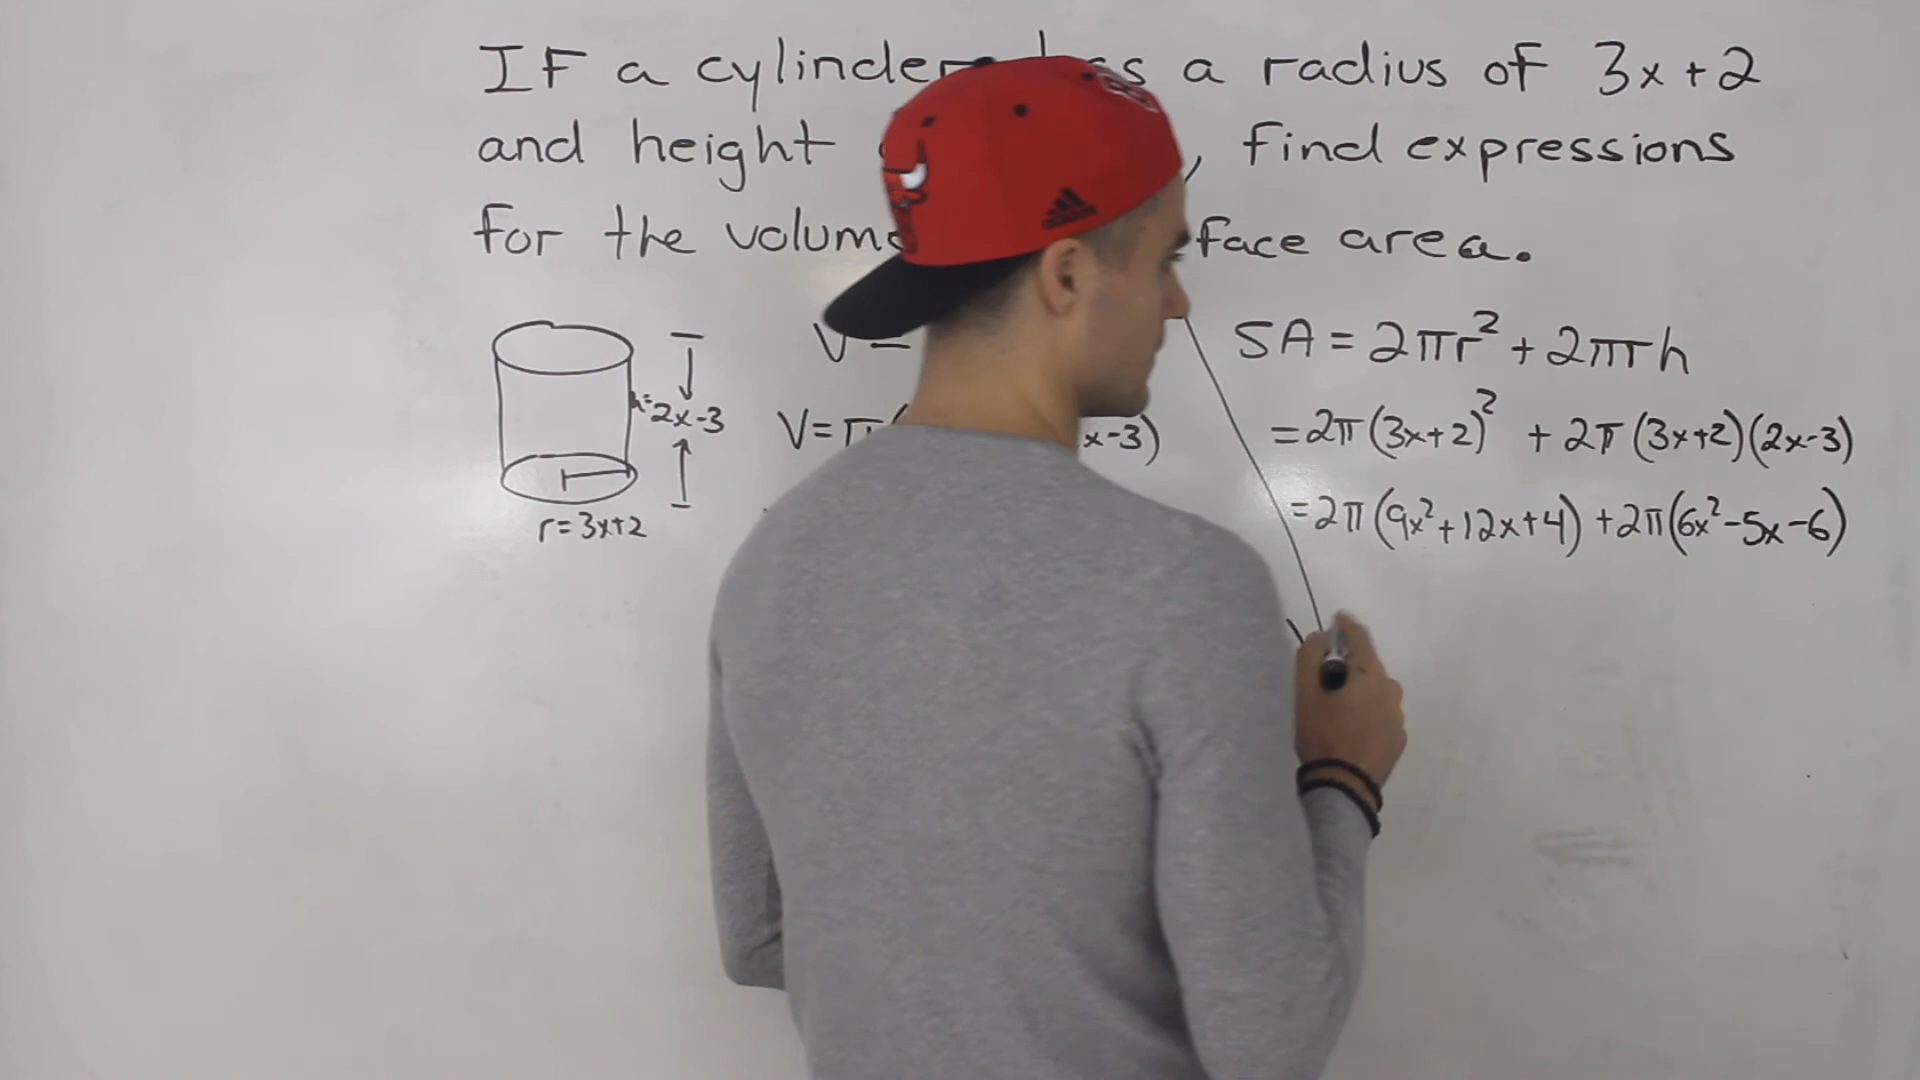 IF a cylinder has a radius of 3x+2
and height , find expressions
for the volume face area.
V =
SA = 2πr² + 2πrh
h=
2x-3
V=π( x-3)
=2π(3x+2)² + 2π(3x+2)(2x-3)
=2π(9x²+12x+4) +2π(6x²-5x-6)
r=3x+2